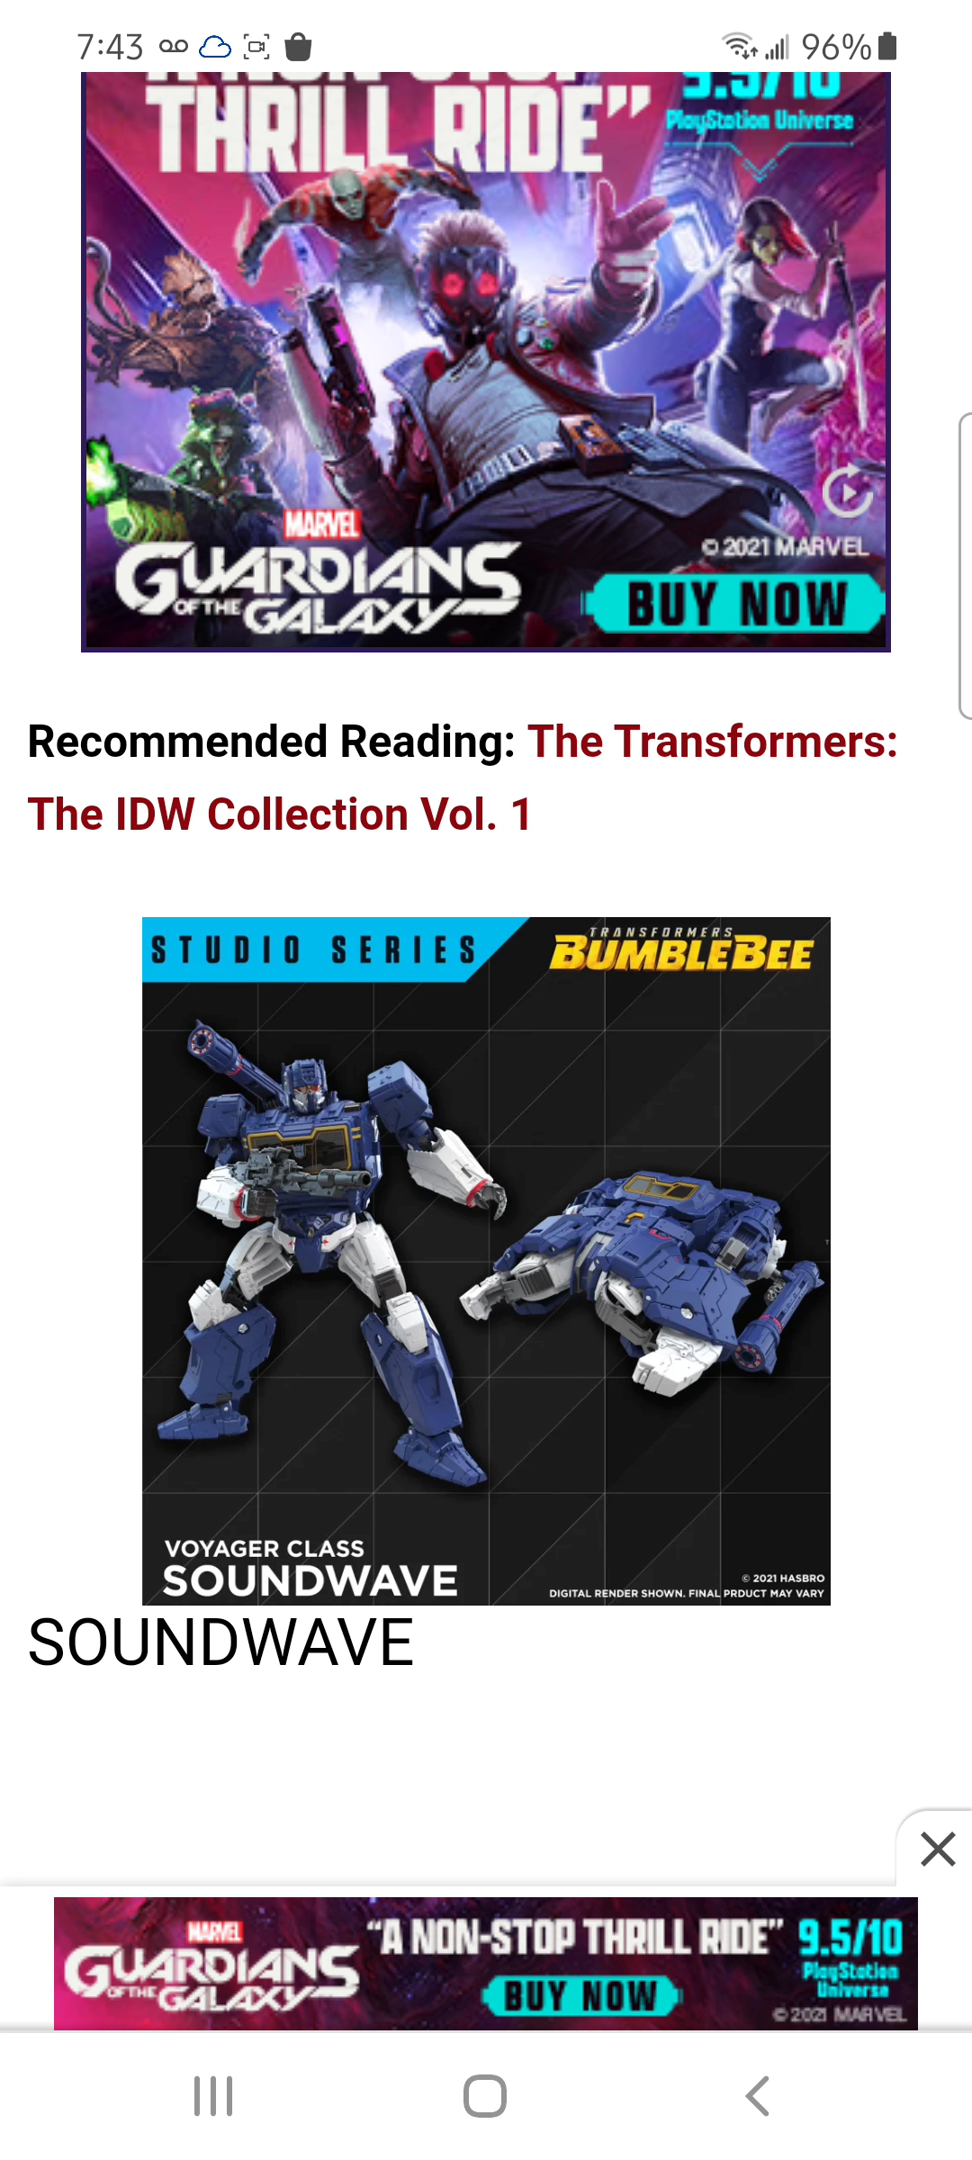 7:43
96%
THRILL RIDE”
9.5/10
PlayStation Universe
© 2021 MARVEL
MARVEL
GUARDIANS
OF THE GALAXY
BUY NOW
Recommended Reading: The Transformers:
The IDW Collection Vol. 1
STUDIO SERIES
TRANSFORMERS
BUMBLEBEE
VOYAGER CLASS
SOUNDWAVE
© 2021 HASBRO
DIGITAL RENDER SHOWN. FINAL PRDUCT MAY VARY
SOUNDWAVE
MARVEL
GUARDIANS
OF THE GALAXY
“A NON-STOP THRILL RIDE”
BUY NOW
9.5/10
PlayStation
Universe
© 2021 MARVEL